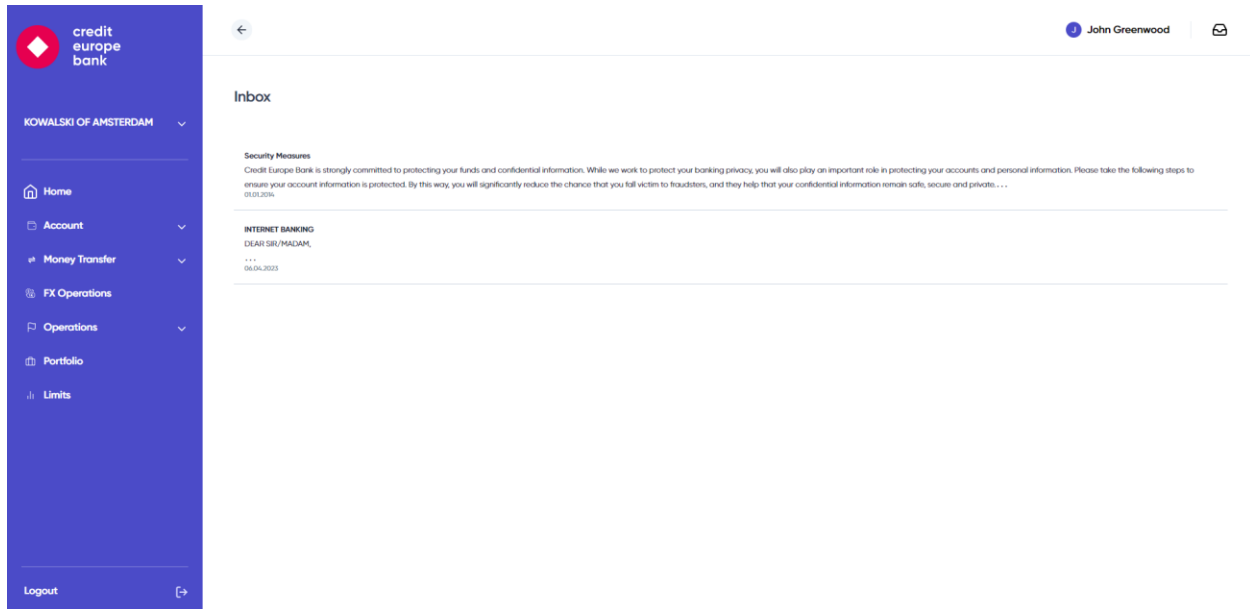 credit
europe
bank
J John Greenwood
KOWALSKI OF AMSTERDAM
Home
Account
Money Transfer
FX Operations
Operations
Portfolio
Limits
Logout
Inbox
Security Measures
Credit Europe Bank is strongly committed to protecting your funds and confidential information. While we work to protect your banking privacy, you will also play an important role in protecting your accounts and personal information. Please take the following steps to
ensure your account information is protected. By this way, you will significantly reduce the chance that you fall victim to fraudsters, and they help that your confidential information remain safe, secure and private. . . .
01.01.2014
INTERNET BANKING
DEAR SIR/MADAM,
. . .
06.04.2023